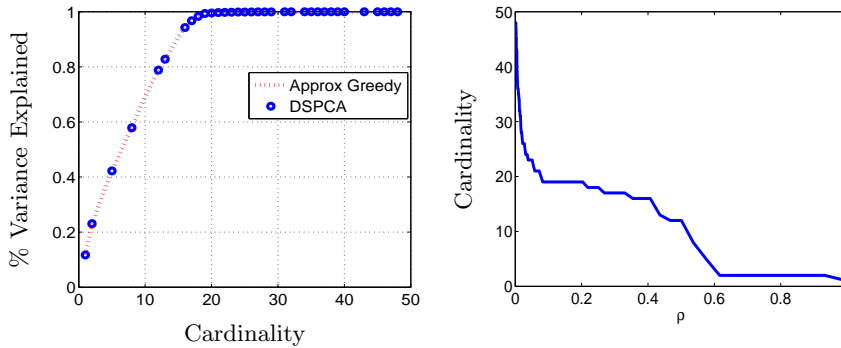 % Variance Explained
1
0.8
0.6
0.4
0.2
0
0 10 20 30 40 50
Cardinality
Approx Greedy
DSPCA
Cardinality
50
40
30
20
10
0
0 0.2 0.4 0.6 0.8
ρ